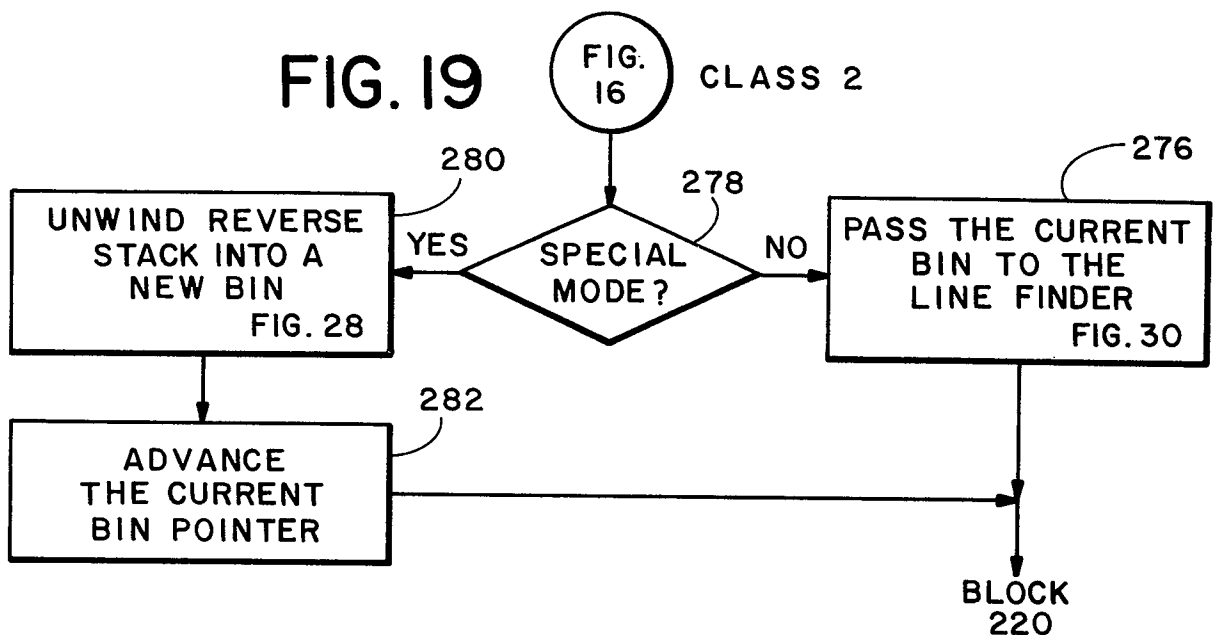 FIG. 19
FIG.
16
CLASS 2
280
278
276
UNWIND REVERSE
STACK INTO A
NEW BIN
FIG. 28
YES
SPECIAL
MODE?
NO
PASS THE CURRENT
BIN TO THE
LINE FINDER
FIG. 30
282
ADVANCE
THE CURRENT
BIN POINTER
BLOCK
220